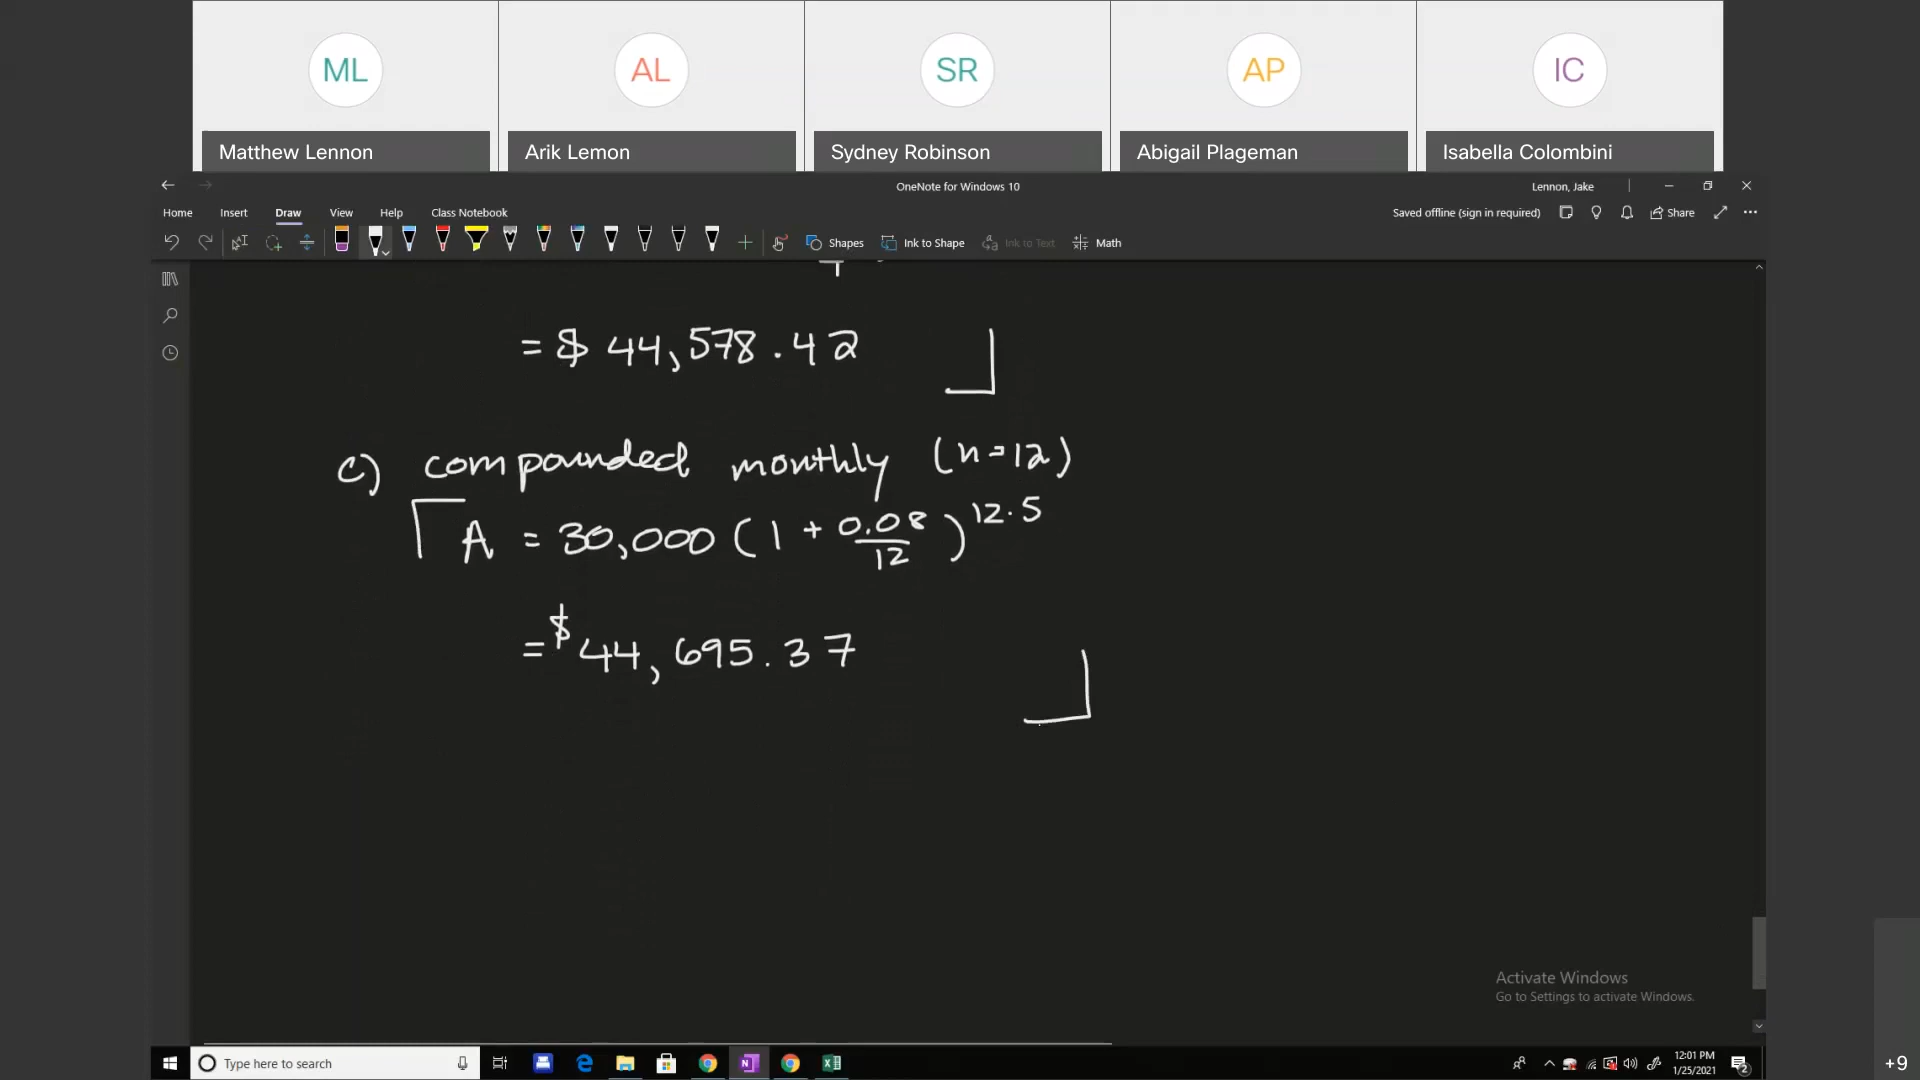 ML AL SR AP IC
Matthew Lennon Arik Lemon Sydney Robinson Abigail Plageman Isabella Colombini
OneNote for Windows 10 Lennon, Jake
Home Insert Draw View Help Class Notebook Saved offline (sign in required) Share
Shapes Ink to Shape Ink to Text Math
= $ 44,578.42
c) compounded monthly (n=12)
A = 30,000 (1 + 0.08/12)^12·5
= $44,695.37
Activate Windows
Go to Settings to activate Windows.
Type here to search 12:01 PM
1/25/2021 2
+9